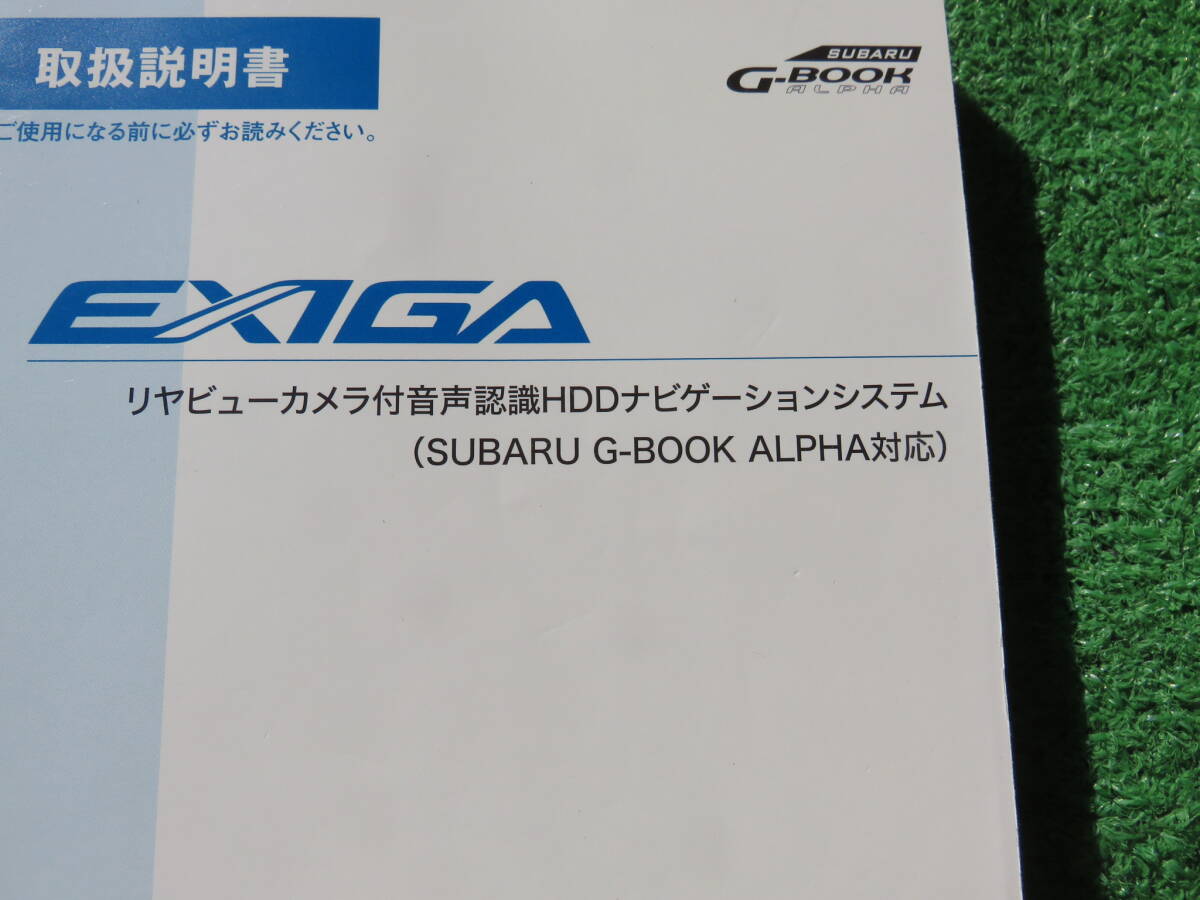 取扱説明書
ご使用になる前に必ずお読みください。
SUBARU
G-BOOK
ALPHA
EXIGA
リヤビューカメラ付音声認識HDDナビゲーションシステム
（SUBARU G-BOOK ALPHA対応）